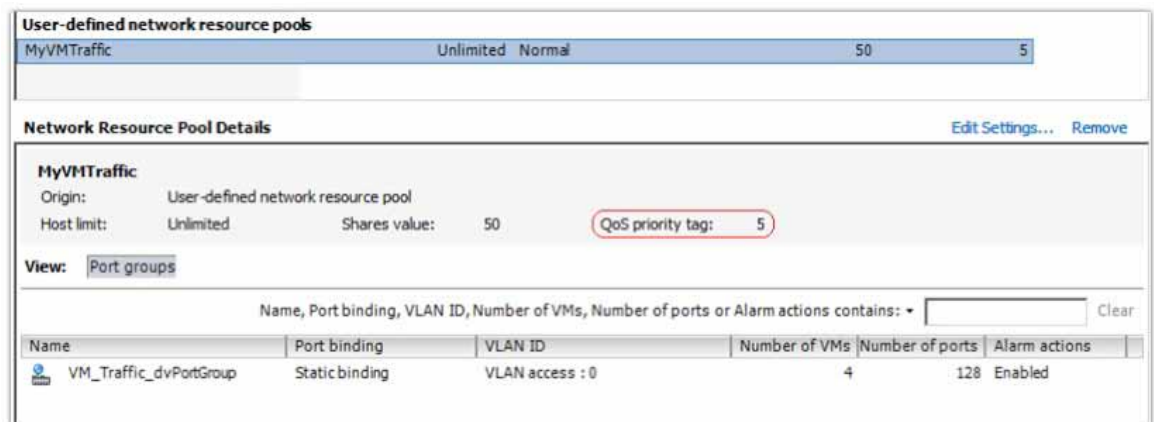 User-defined network resource pools
MyVMTraffic Unlimited Normal 50 5
Network Resource Pool Details Edit Settings... Remove
MyVMTraffic
Origin: User-defined network resource pool
Host limit: Unlimited Shares value: 50 QoS priority tag: 5
View: Port groups
Name, Port binding, VLAN ID, Number of VMs, Number of ports or Alarm actions contains: Clear
Name Port binding VLAN ID Number of VMs Number of ports Alarm actions
VM_Traffic_dvPortGroup Static binding VLAN access : 0 4 128 Enabled